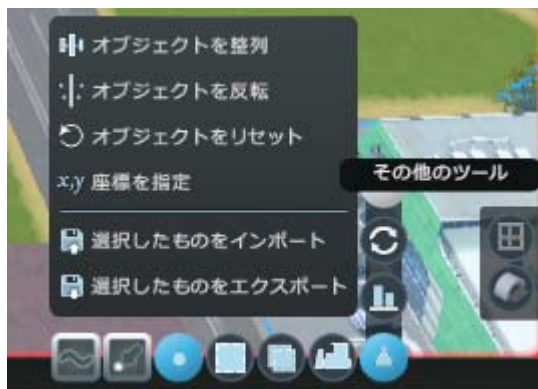 オブジェクトを整列
オブジェクトを反転
オブジェクトをリセット
x,y 座標を指定
その他のツール
選択したものをインポート
選択したものをエクスポート